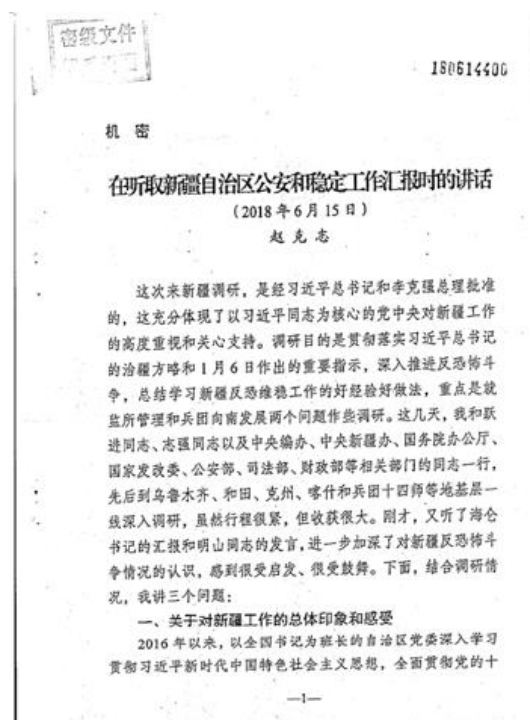 密级文件
180614400
机 密
在听取新疆自治区公安和稳定工作汇报时的讲话
(2018年6月15日)
赵克志
这次来新疆调研,是经习近平总书记和李克强总理批准
的,这充分体现了以习近平同志为核心的党中央对新疆工作
的高度重视和关心支持。调研目的是贯彻落实习近平总书记
的治疆方略和1月6日作出的重要指示,深入推进反恐怖斗
争,总结学习新疆反恐维稳工作的好经验好做法,重点是就
监所管理和兵团向南发展两个问题作些调研。这几天,我和跃
进同志、志强同志以及中央编办、中央新疆办、国务院办公厅、
国家发改委、公安部、司法部、财政部等相关部门的同志一行,
先后到乌鲁木齐、和田、克州、喀什和兵团十四师等地基层一
线深入调研,虽然行程很紧,但收获很大。刚才,又听了海仑
书记的汇报和明山同志的发言,进一步加深了对新疆反恐怖斗
争情况的认识,感到很受启发、很受鼓舞。下面,结合调研情
况,我讲三个问题:
一、关于对新疆工作的总体印象和感受
2016年以来,以全国书记为班长的自治区党委深入学习
贯彻习近平新时代中国特色社会主义思想,全面贯彻党的十
—1—